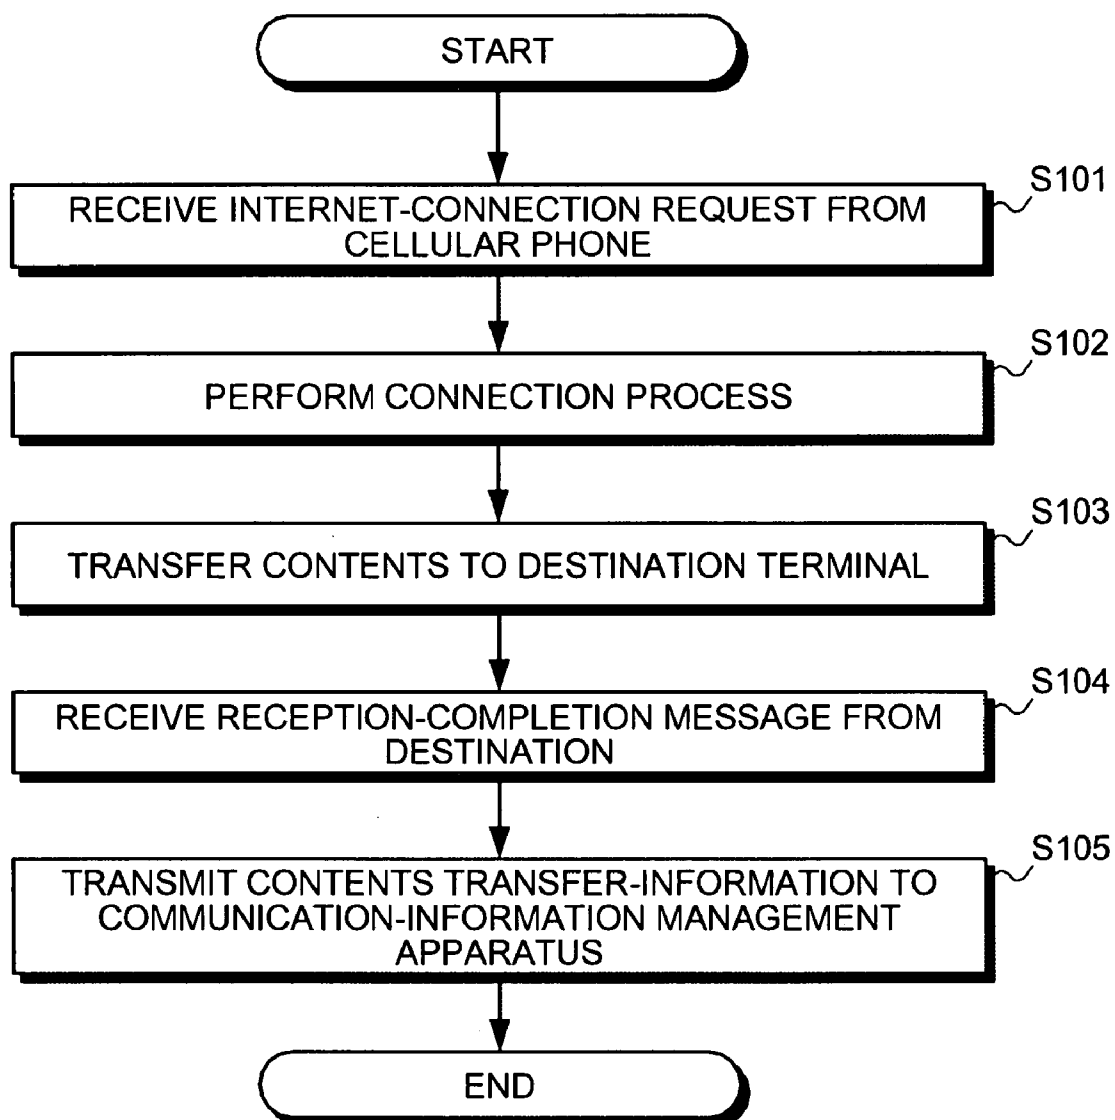 START
S101
RECEIVE INTERNET-CONNECTION REQUEST FROM
CELLULAR PHONE
S102
PERFORM CONNECTION PROCESS
S103
TRANSFER CONTENTS TO DESTINATION TERMINAL
S104
RECEIVE RECEPTION-COMPLETION MESSAGE FROM
DESTINATION
S105
TRANSMIT CONTENTS TRANSFER-INFORMATION TO
COMMUNICATION-INFORMATION MANAGEMENT
APPARATUS
END